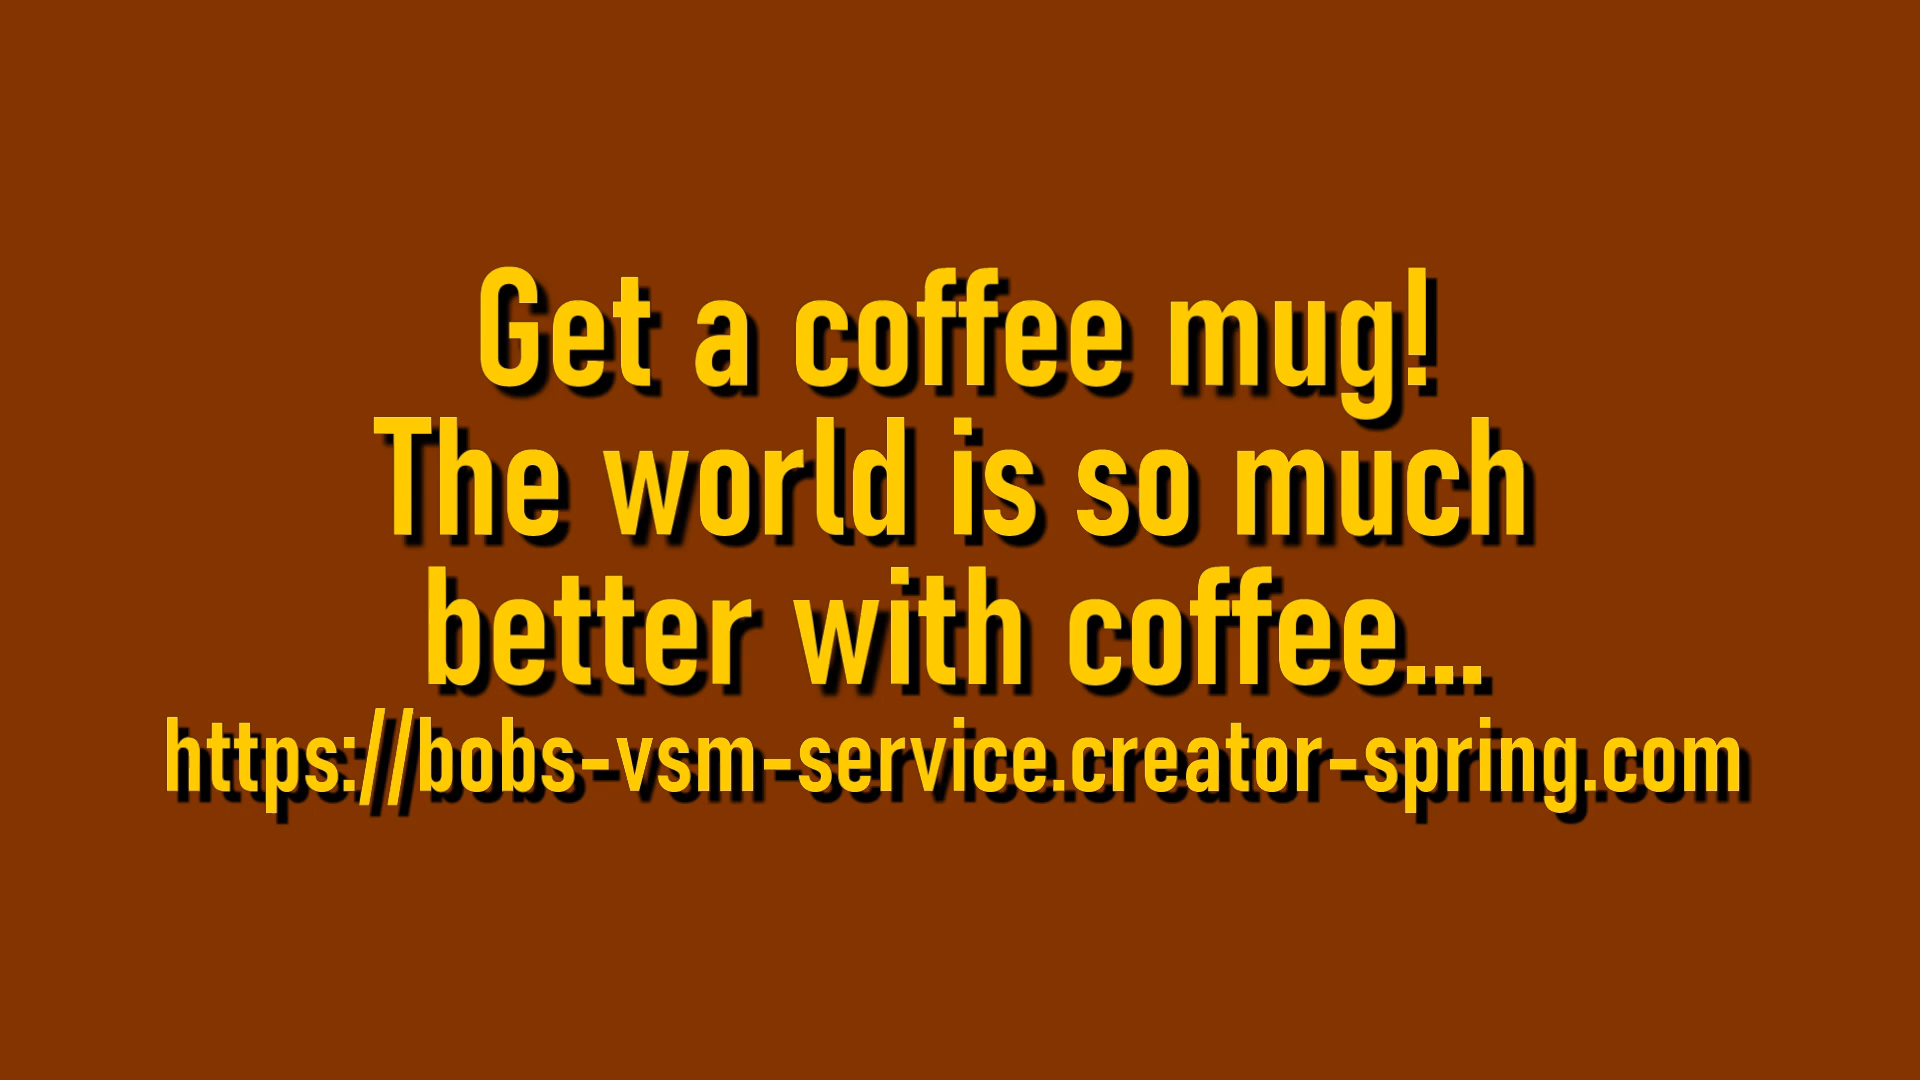 Get a coffee mug!
The world is so much
better with coffee...
https://bobs-vsm-service.creator-spring.com